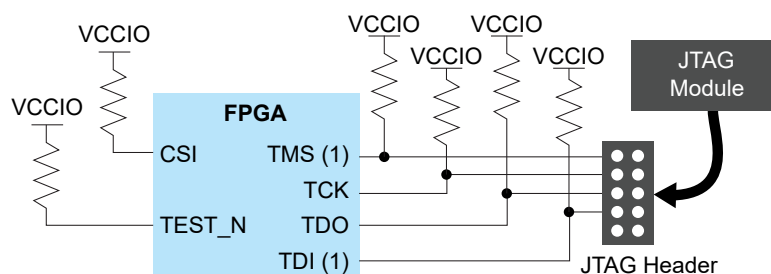 VCCIO
VCCIO
VCCIO
VCCIO
VCCIO
VCCIO
JTAG
Module
FPGA
CSI
TMS (1)
TCK
TEST_N
TDO
TDI (1)
JTAG Header